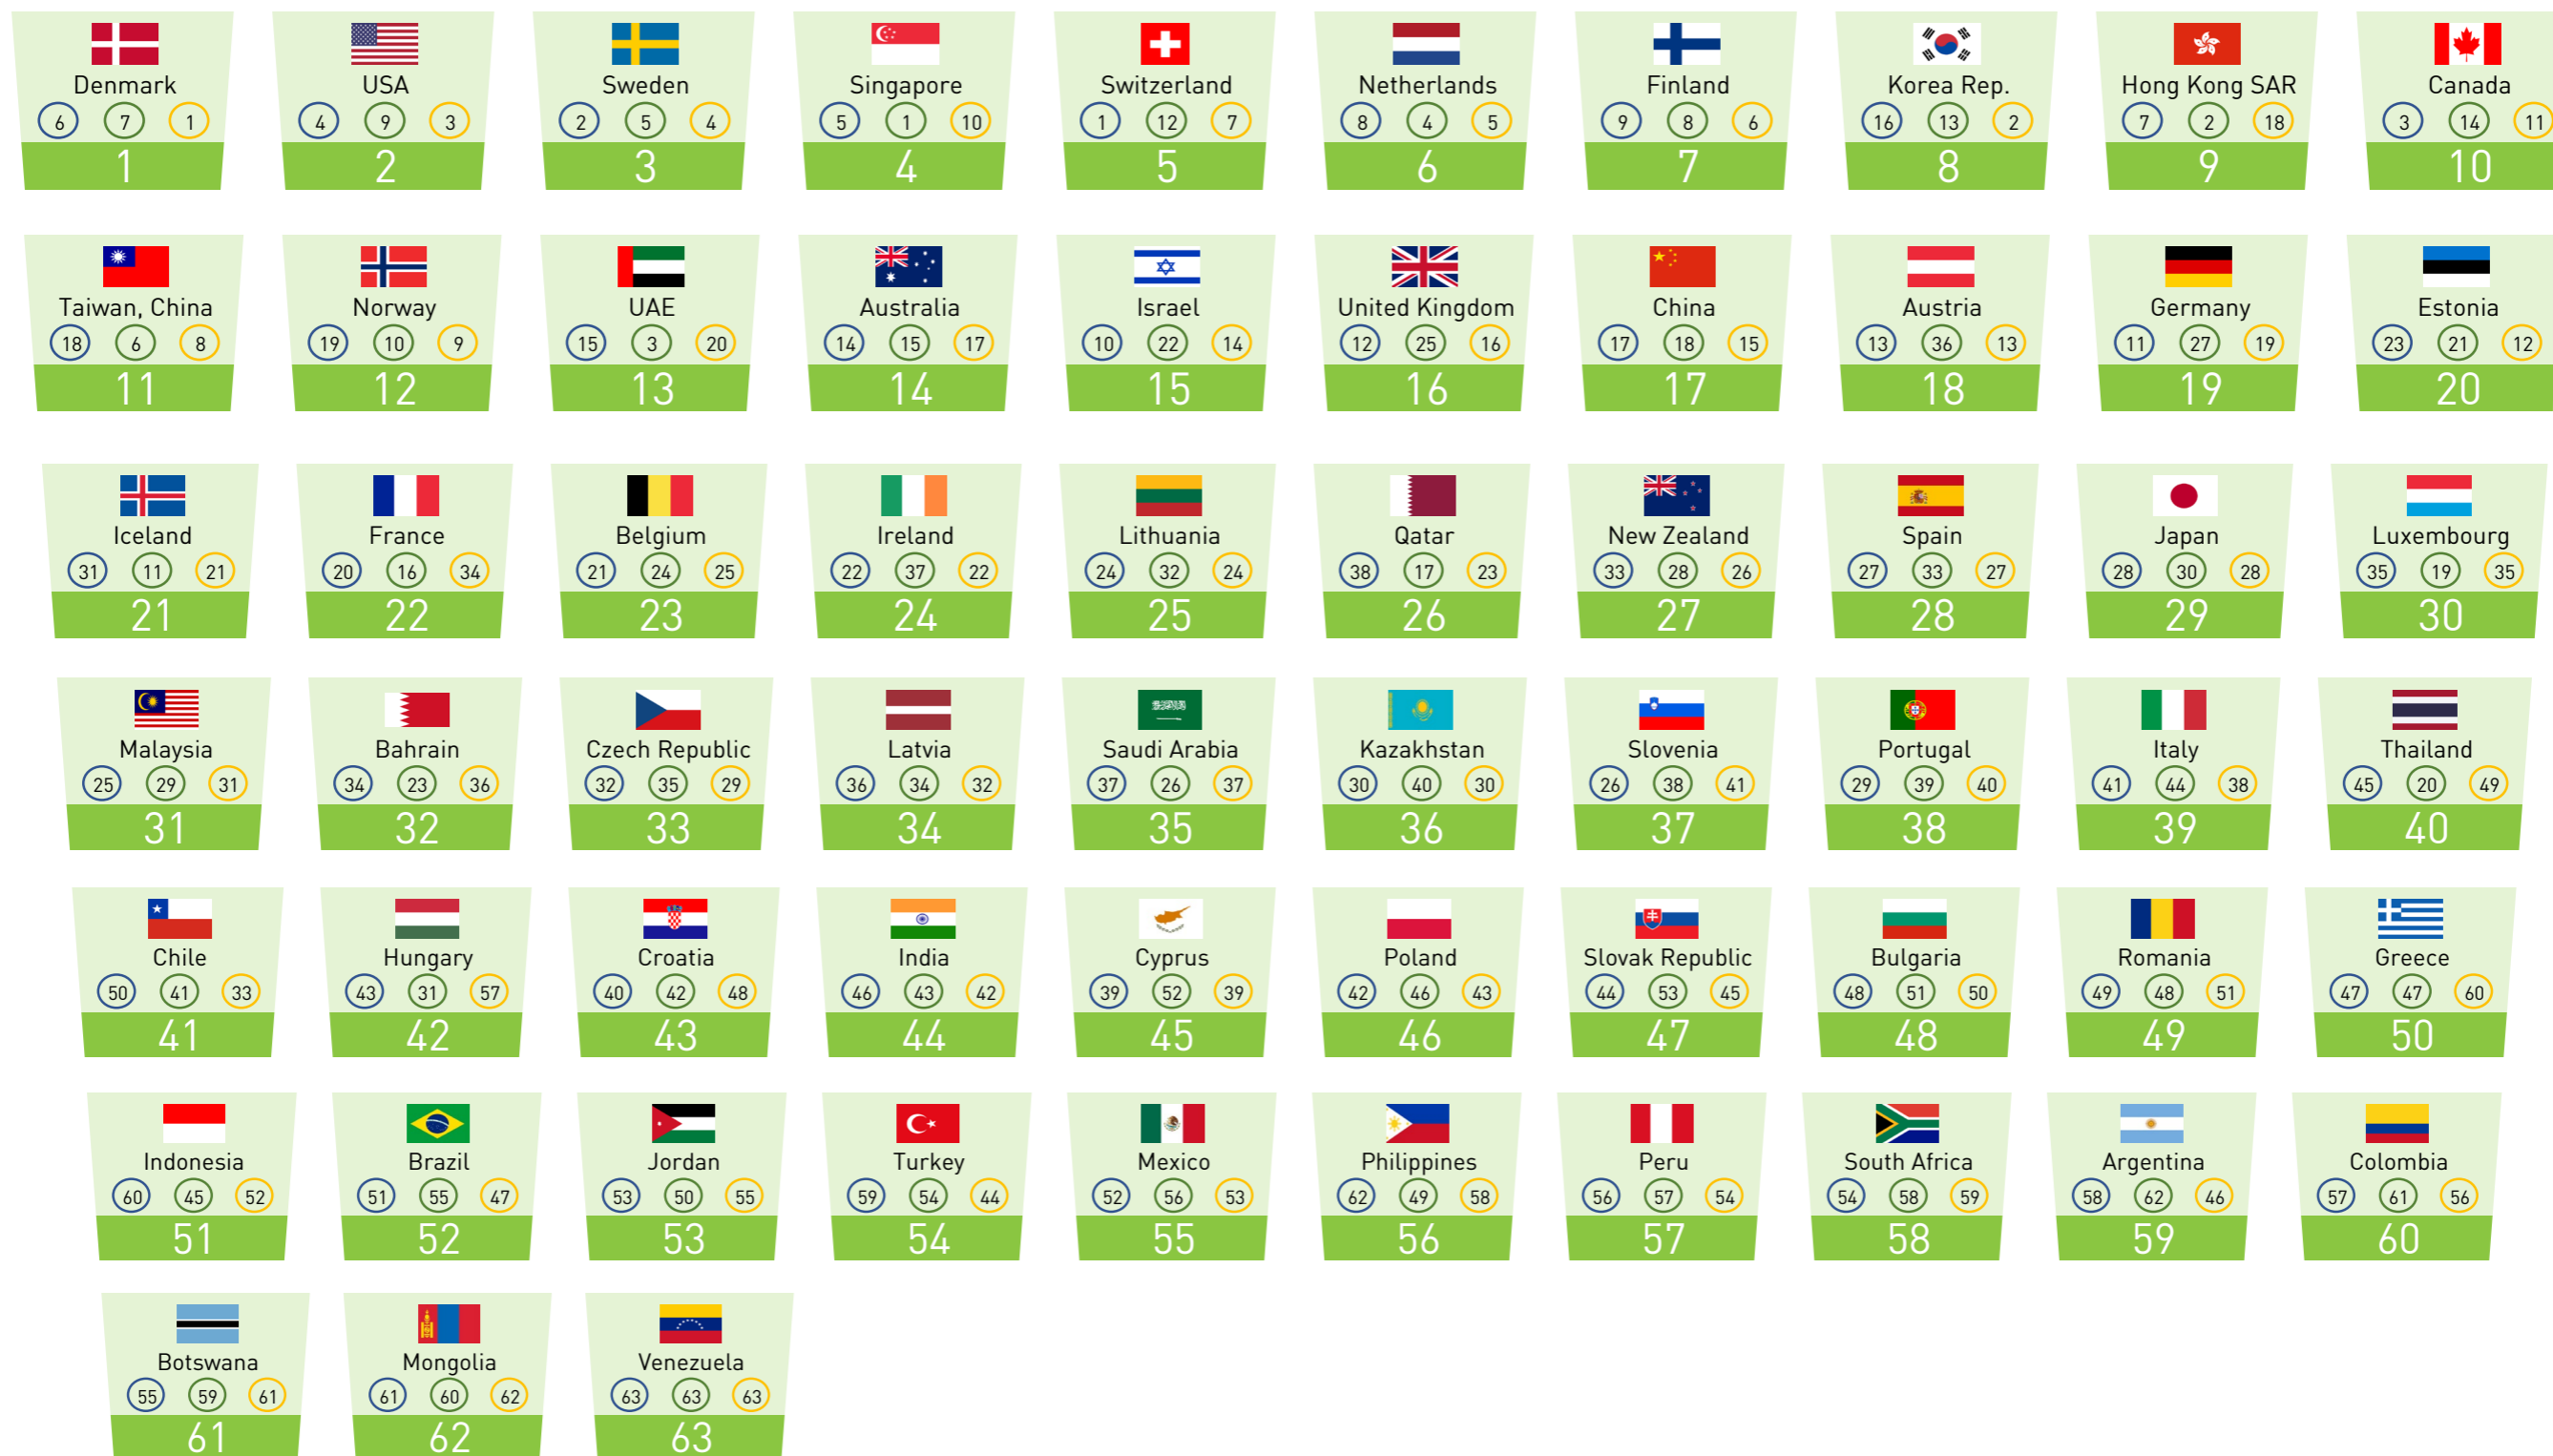 Denmark USA Sweden Singapore Switzerland Netherlands Finland Korea Rep. Hong Kong SAR Canada
6 7 1 4 9 3 2 5 4 5 1 10 1 12 7 8 4 5 9 8 6 16 13 2 7 2 18 3 14 11
1 2 3 4 5 6 7 8 9 10
Taiwan, China Norway UAE Australia Israel United Kingdom China Austria Germany Estonia
18 6 8 19 10 9 15 3 20 14 15 17 10 22 14 12 25 16 17 18 15 13 36 13 11 27 19 23 21 12
11 12 13 14 15 16 17 18 19 20
Iceland France Belgium Ireland Lithuania Qatar New Zealand Spain Japan Luxembourg
31 11 21 20 16 34 21 24 25 22 37 22 24 32 24 38 17 23 33 28 26 27 33 27 28 30 28 35 19 35
21 22 23 24 25 26 27 28 29 30
Malaysia Bahrain Czech Republic Latvia Saudi Arabia Kazakhstan Slovenia Portugal Italy Thailand
25 29 31 34 23 36 32 35 29 36 34 32 37 26 37 30 40 30 26 38 41 29 39 40 41 44 38 45 20 49
31 32 33 34 35 36 37 38 39 40
Chile Hungary Croatia India Cyprus Poland Slovak Republic Bulgaria Romania Greece
50 41 33 43 31 57 40 42 48 46 43 42 39 52 39 42 46 43 44 53 45 48 51 50 49 48 51 47 47 60
41 42 43 44 45 46 47 48 49 50
Indonesia Brazil Jordan Turkey Mexico Philippines Peru South Africa Argentina Colombia
60 45 52 51 55 47 53 50 55 59 54 44 52 56 53 62 49 58 56 57 54 54 58 59 58 62 46 57 61 56
51 52 53 54 55 56 57 58 59 60
Botswana Mongolia Venezuela
55 59 61 61 60 62 63 63 63
61 62 63